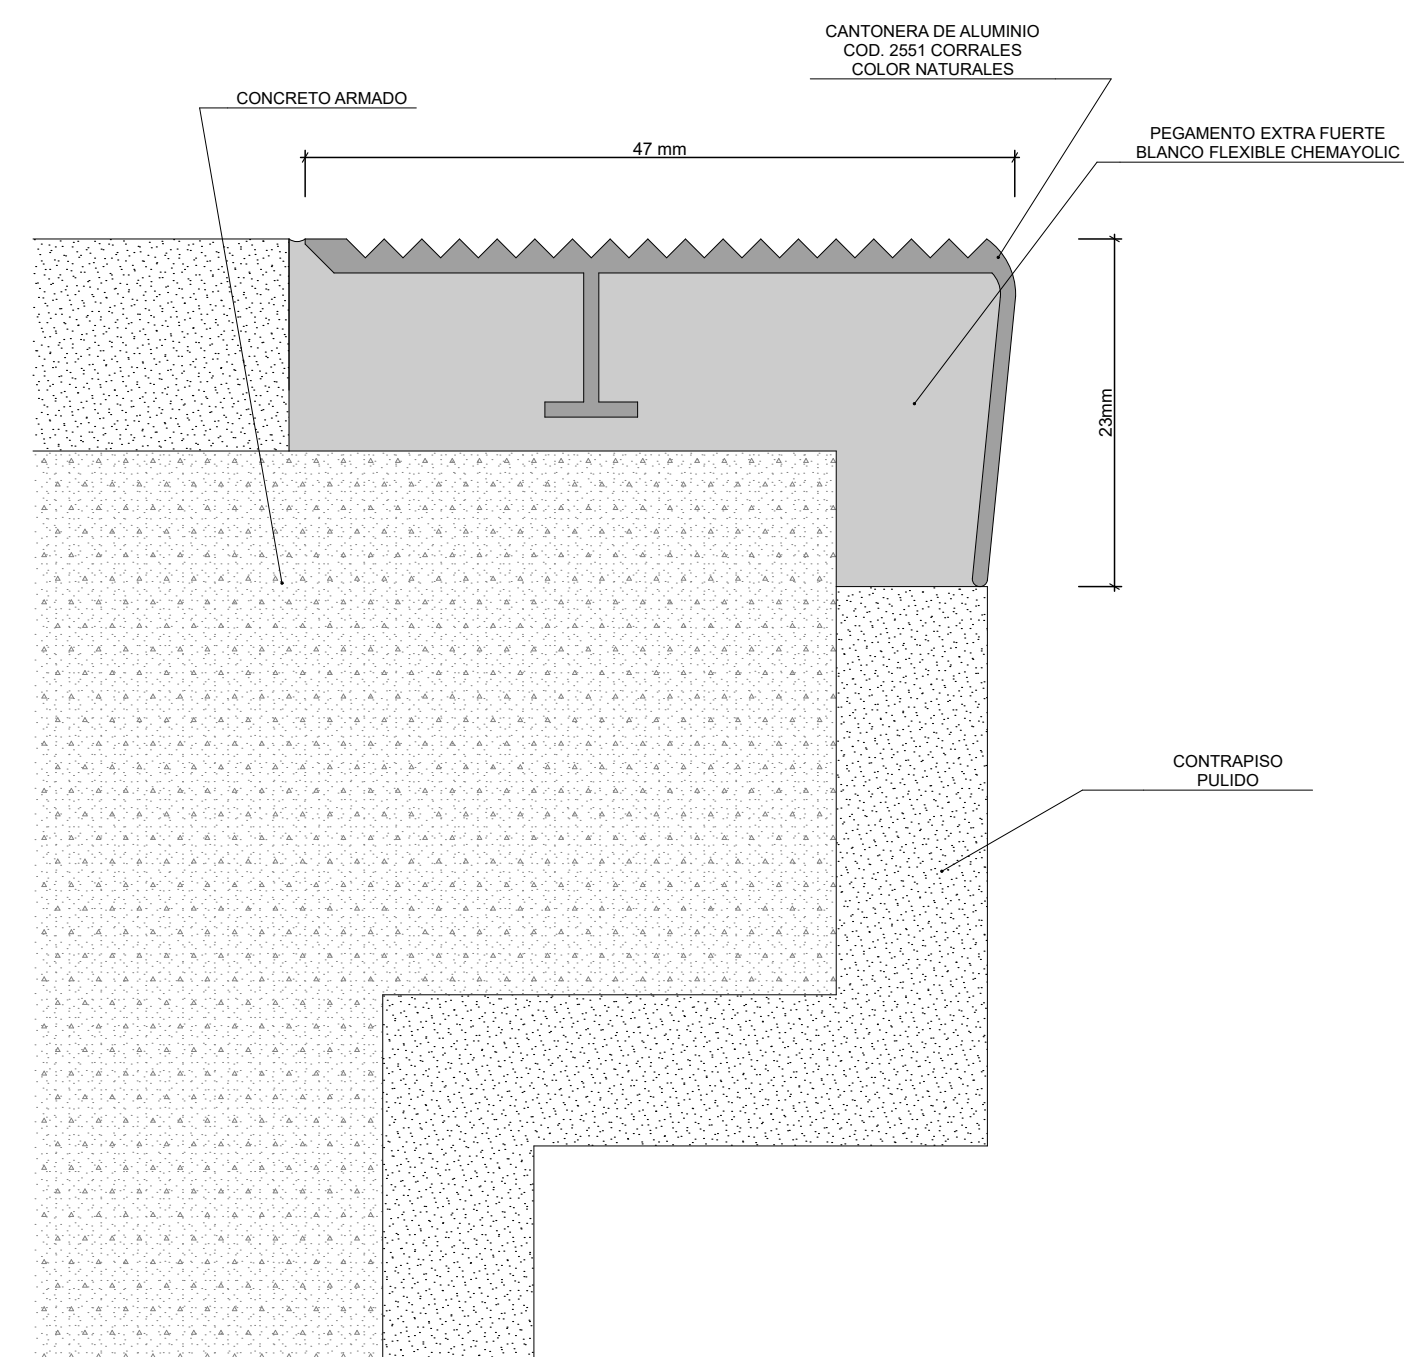 CANTONERA DE ALUMINIO
COD. 2551 CORRALES
COLOR NATURALES
CONCRETO ARMADO
PEGAMENTO EXTRA FUERTE
BLANCO FLEXIBLE CHEMAYOLIC
47 mm
23mm
CONTRAPISO
PULIDO